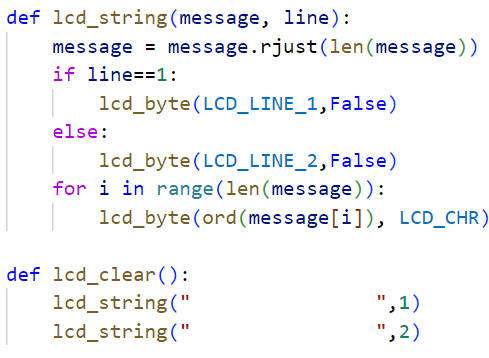 def lcd_string(message, line):
    message = message.rjust(len(message))
    if line==1:
        lcd_byte(LCD_LINE_1,False)
    else:
        lcd_byte(LCD_LINE_2,False)
    for i in range(len(message)):
        lcd_byte(ord(message[i]), LCD_CHR)

def lcd_clear():
    lcd_string("                ",1)
    lcd_string("                ",2)